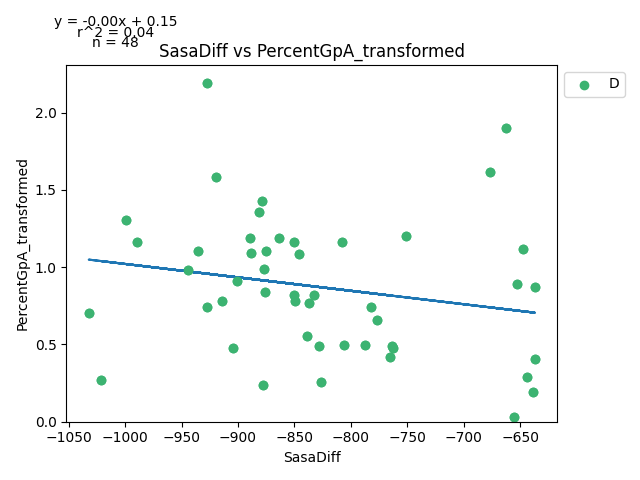 y = -0.00x + 0.15
r^2 = 0.04
n = 48
SasaDiff vs PercentGpA_transformed
D
PercentGpA_transformed
2.0
1.5
1.0
0.5
0.0
−1050 −1000 −950 −900 −850 −800 −750 −700 −650
SasaDiff